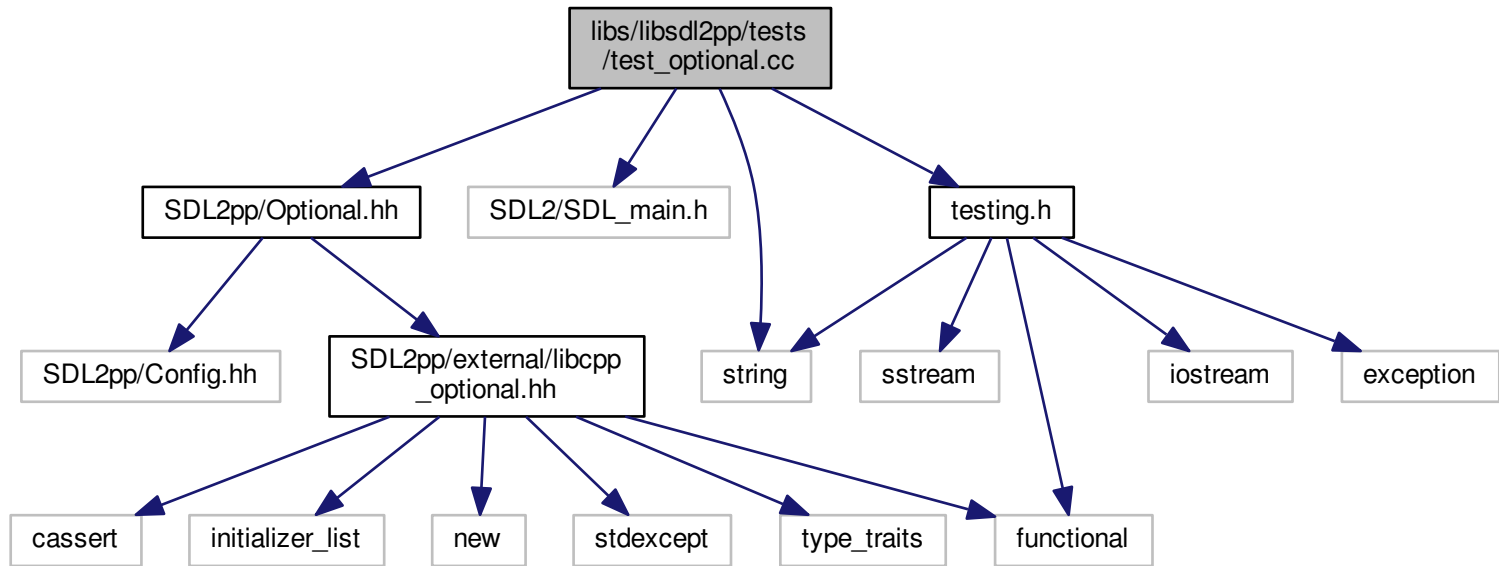 libs/libsdl2pp/tests
/test_optional.cc
SDL2pp/Optional.hh
SDL2/SDL_main.h
testing.h
SDL2pp/Config.hh
SDL2pp/external/libcpp
_optional.hh
string
sstream
iostream
exception
cassert
initializer_list
new
stdexcept
type_traits
functional